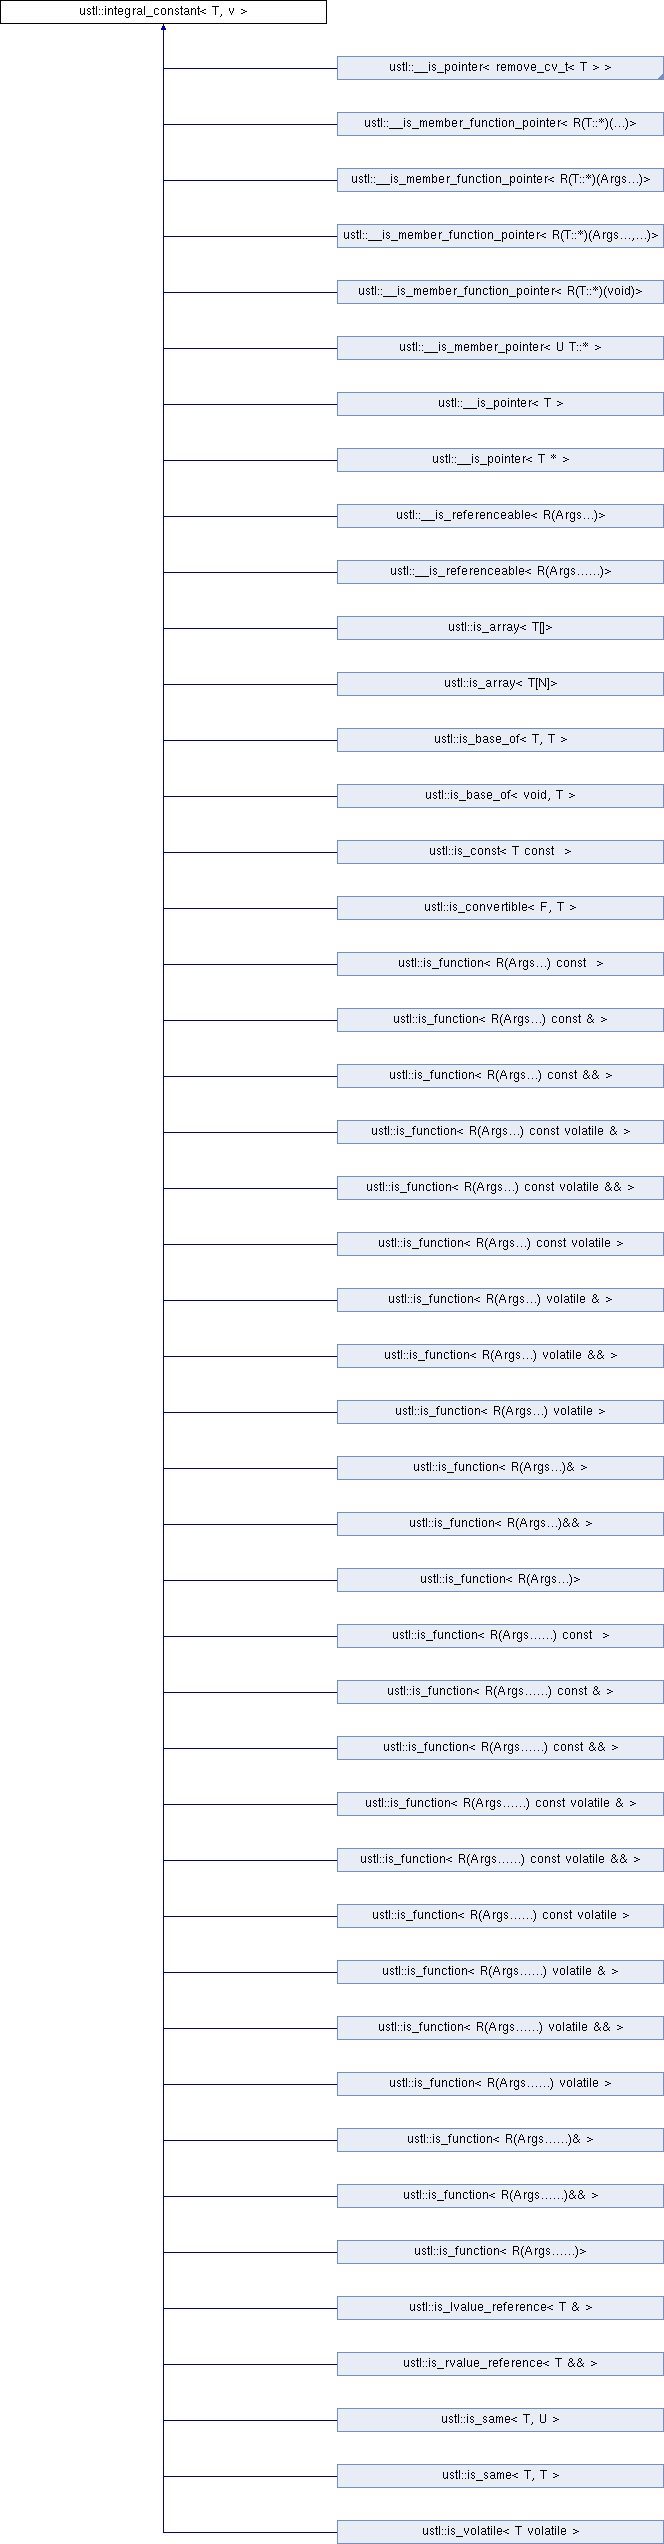 ustl::integral_constant< T, v >
ustl::__is_pointer< remove_cv_t< T > >
ustl::__is_member_function_pointer< R(T::*)(...)>
ustl::__is_member_function_pointer< R(T::*)(Args...)>
ustl::__is_member_function_pointer< R(T::*)(Args...,...)>
ustl::__is_member_function_pointer< R(T::*)(void)>
ustl::__is_member_pointer< U T::* >
ustl::__is_pointer< T >
ustl::__is_pointer< T * >
ustl::__is_referenceable< R(Args...)>
ustl::__is_referenceable< R(Args......)>
ustl::is_array< T[]>
ustl::is_array< T[N]>
ustl::is_base_of< T, T >
ustl::is_base_of< void, T >
ustl::is_const< T const  >
ustl::is_convertible< F, T >
ustl::is_function< R(Args...) const  >
ustl::is_function< R(Args...) const & >
ustl::is_function< R(Args...) const && >
ustl::is_function< R(Args...) const volatile & >
ustl::is_function< R(Args...) const volatile && >
ustl::is_function< R(Args...) const volatile >
ustl::is_function< R(Args...) volatile & >
ustl::is_function< R(Args...) volatile && >
ustl::is_function< R(Args...) volatile >
ustl::is_function< R(Args...)& >
ustl::is_function< R(Args...)&& >
ustl::is_function< R(Args...)>
ustl::is_function< R(Args......) const  >
ustl::is_function< R(Args......) const & >
ustl::is_function< R(Args......) const && >
ustl::is_function< R(Args......) const volatile & >
ustl::is_function< R(Args......) const volatile && >
ustl::is_function< R(Args......) const volatile >
ustl::is_function< R(Args......) volatile & >
ustl::is_function< R(Args......) volatile && >
ustl::is_function< R(Args......) volatile >
ustl::is_function< R(Args......)& >
ustl::is_function< R(Args......)&& >
ustl::is_function< R(Args......)>
ustl::is_lvalue_reference< T & >
ustl::is_rvalue_reference< T && >
ustl::is_same< T, U >
ustl::is_same< T, T >
ustl::is_volatile< T volatile >